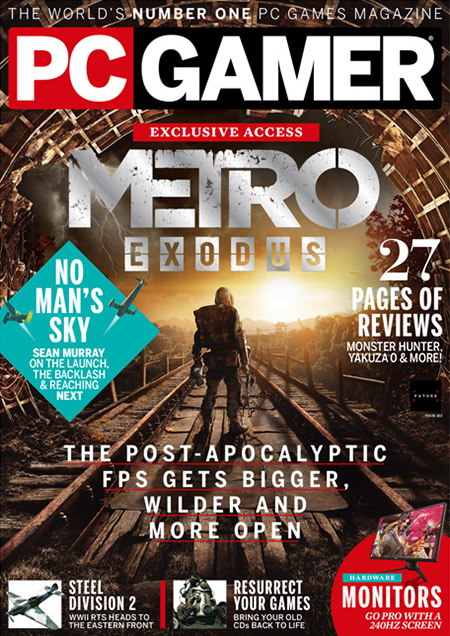 THE WORLD'S NUMBER ONE PC GAMES MAGAZINE
PC GAMER
EXCLUSIVE ACCESS
METRO
EXODUS
NO
MAN'S
SKY
SEAN MURRAY
ON THE LAUNCH,
THE BACKLASH
& REACHING
NEXT
27
PAGES OF
REVIEWS
MONSTER HUNTER,
YAKUZA 0 & MORE!
FUTURE
THE POST-APOCALYPTIC
FPS GETS BIGGER,
WILDER AND
MORE OPEN
STEEL
DIVISION 2
WWII RTS HEADS TO
THE EASTERN FRONT
RESURRECT
YOUR GAMES
BRING YOUR OLD
CDs BACK TO LIFE
HARDWARE
MONITORS
GO PRO WITH A
240HZ SCREEN